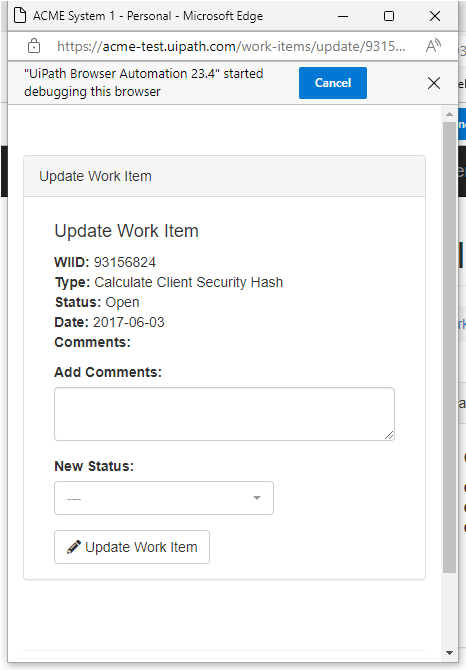 ACME System 1 - Personal - Microsoft Edge
https://acme-test.uipath.com/work-items/update/9315...
"UiPath Browser Automation 23.4" started
debugging this browser
Cancel
Update Work Item
Update Work Item
WIID: 93156824
Type: Calculate Client Security Hash
Status: Open
Date: 2017-06-03
Comments:
Add Comments:
New Status:
---
Update Work Item